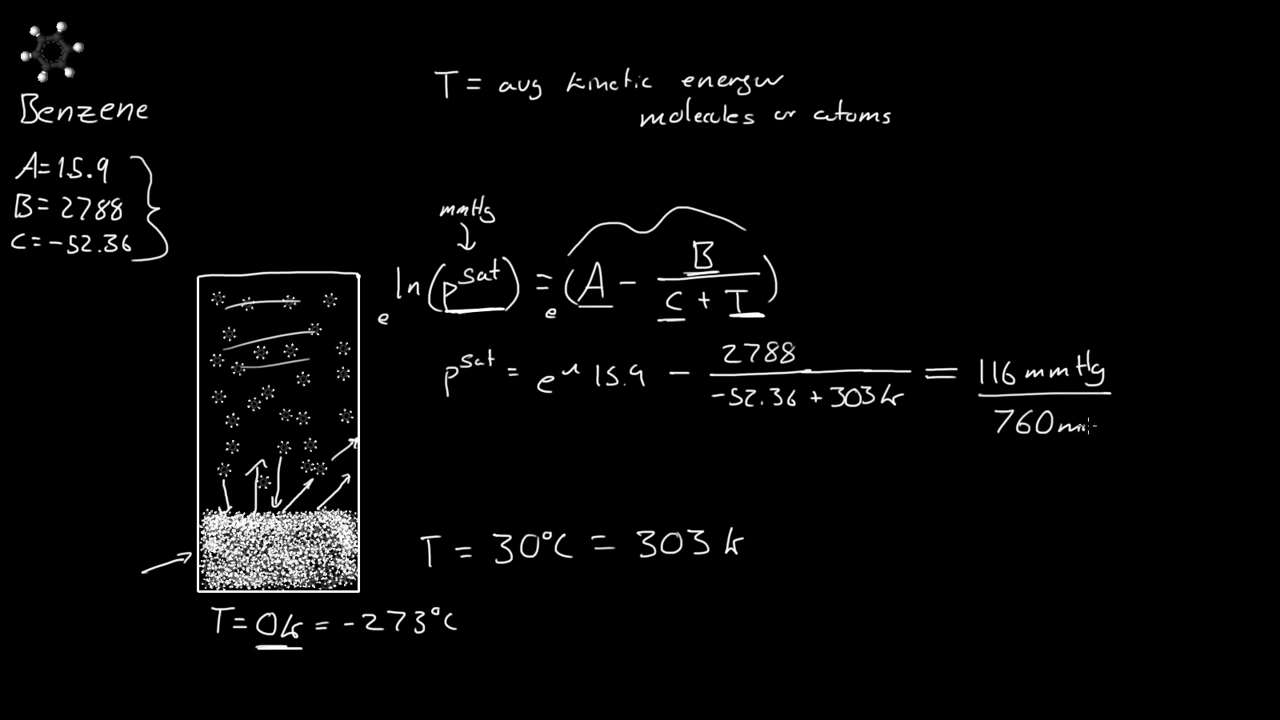 T = avg kinetic energy
molecules or atoms
Benzene
A=15.9
B=2788
C=-52.36
mmHg
ln(p^sat) = (A - B/(C + T))
e e
p^sat = e^ 15.9 - 2788/(-52.36 + 303k) = 116 mmHg/760m
T = 30°C = 303 k
T= 0k = -273°C